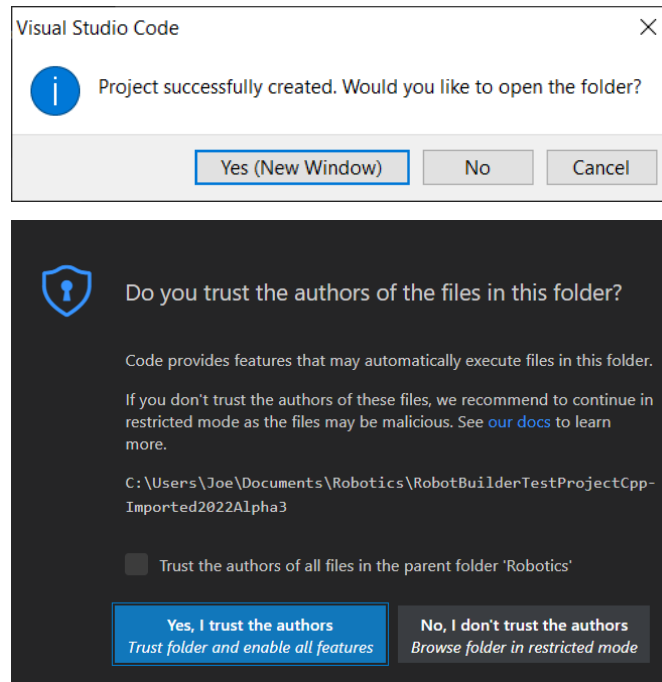 Visual Studio Code
Project successfully created. Would you like to open the folder?
Yes (New Window)
No
Cancel
Do you trust the authors of the files in this folder?
Code provides features that may automatically execute files in this folder.
If you don't trust the authors of these files, we recommend to continue in
restricted mode as the files may be malicious. See our docs to learn
more.
C:\Users\Joe\Documents\Robotics\RobotBuilderTestProjectCpp-
Imported2022Alpha3
Trust the authors of all files in the parent folder 'Robotics'
Yes, I trust the authors
Trust folder and enable all features
No, I don't trust the authors
Browse folder in restricted mode